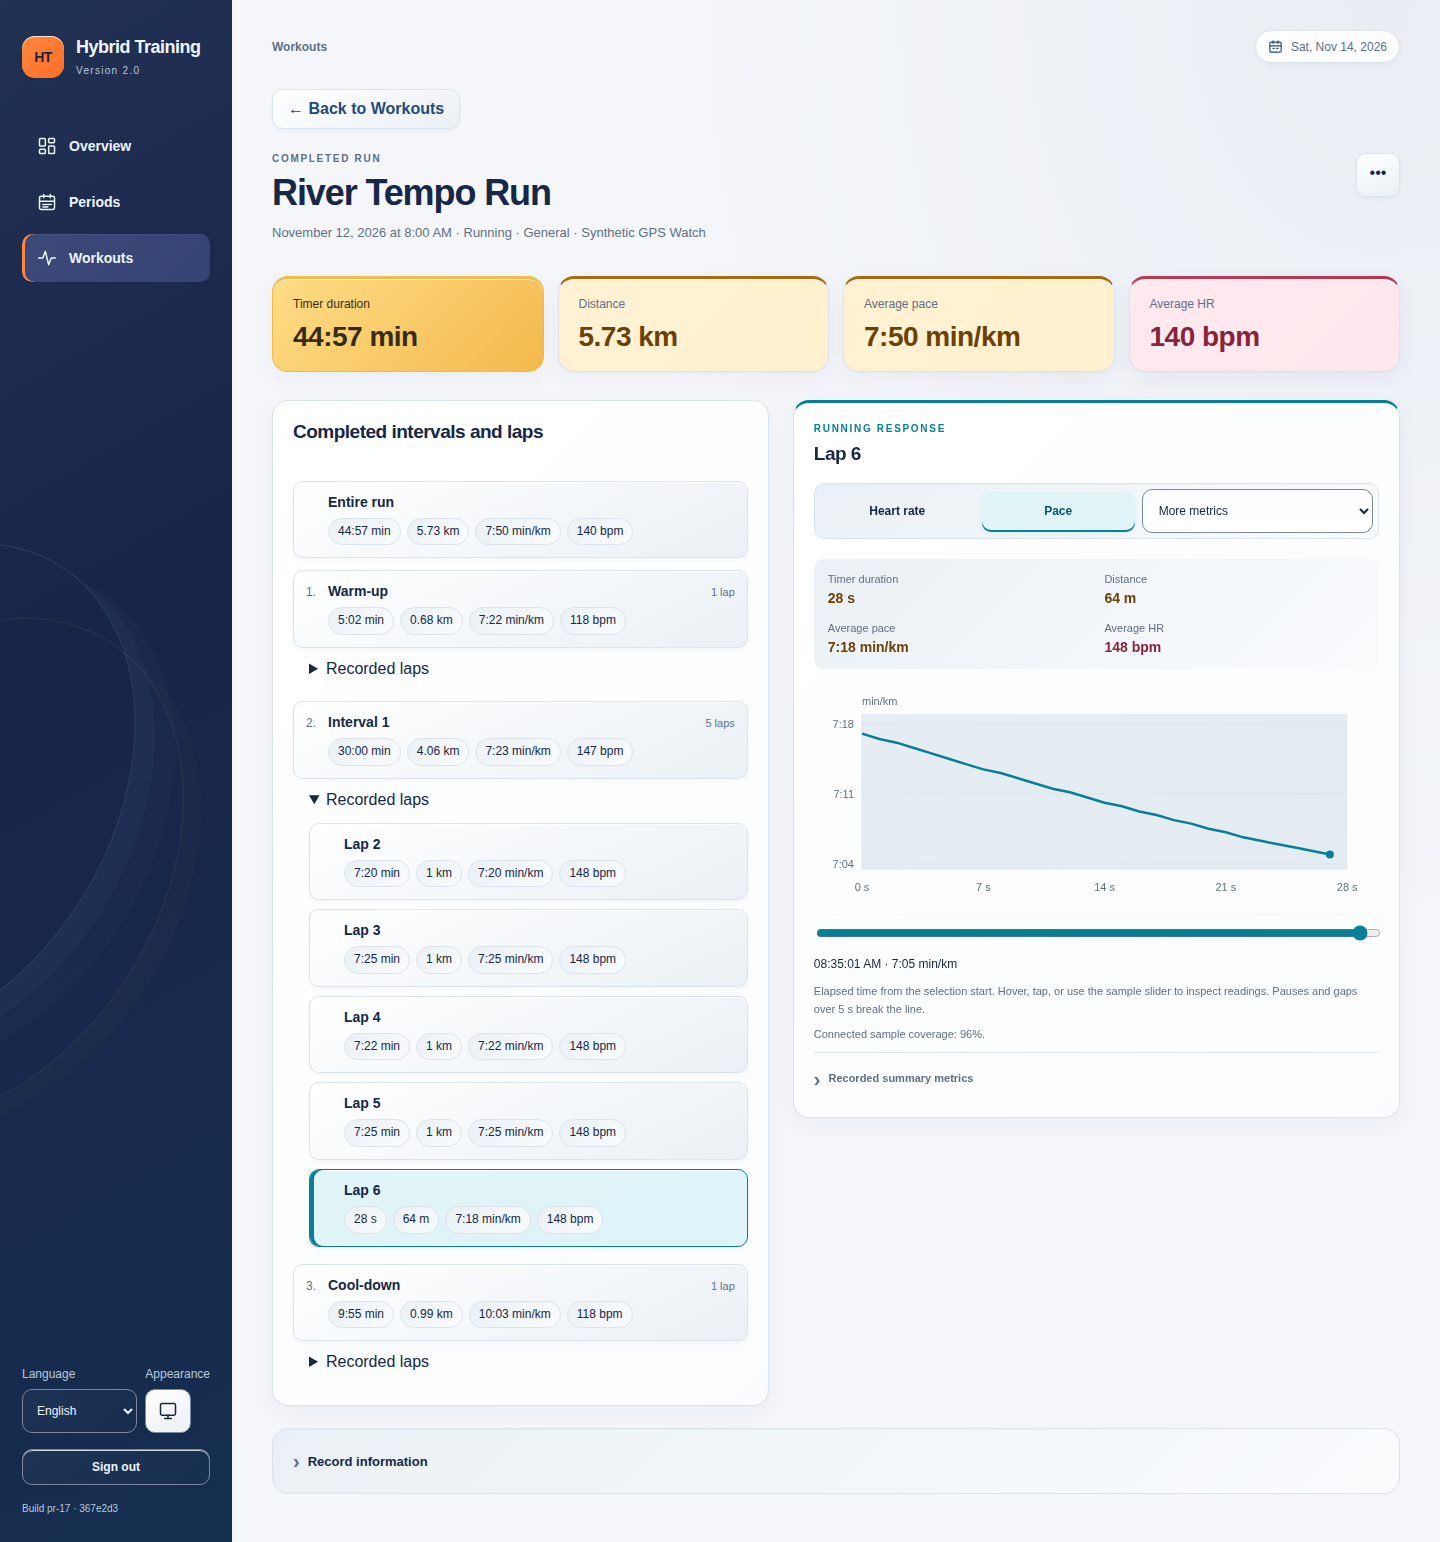 HT
Hybrid Training
Version 2.0
Overview
Periods
Workouts
Language
Appearance
English
Sign out
Build pr-17 · 367e2d3
Workouts
Sat, Nov 14, 2026
← Back to Workouts
COMPLETED RUN
River Tempo Run
•••
November 12, 2026 at 8:00 AM · Running · General · Synthetic GPS Watch
Timer duration
44:57 min
Distance
5.73 km
Average pace
7:50 min/km
Average HR
140 bpm
Completed intervals and laps
Entire run
44:57 min 5.73 km 7:50 min/km 140 bpm
1. Warm-up 1 lap
5:02 min 0.68 km 7:22 min/km 118 bpm
Recorded laps
2. Interval 1 5 laps
30:00 min 4.06 km 7:23 min/km 147 bpm
Recorded laps
Lap 2
7:20 min 1 km 7:20 min/km 148 bpm
Lap 3
7:25 min 1 km 7:25 min/km 148 bpm
Lap 4
7:22 min 1 km 7:22 min/km 148 bpm
Lap 5
7:25 min 1 km 7:25 min/km 148 bpm
Lap 6
28 s 64 m 7:18 min/km 148 bpm
3. Cool-down 1 lap
9:55 min 0.99 km 10:03 min/km 118 bpm
Recorded laps
RUNNING RESPONSE
Lap 6
Heart rate Pace More metrics
Timer duration
28 s
Distance
64 m
Average pace
7:18 min/km
Average HR
148 bpm
min/km
7:18
7:11
7:04
0 s 7 s 14 s 21 s 28 s
08:35:01 AM · 7:05 min/km
Elapsed time from the selection start. Hover, tap, or use the sample slider to inspect readings. Pauses and gaps
over 5 s break the line.
Connected sample coverage: 96%.
› Recorded summary metrics
› Record information